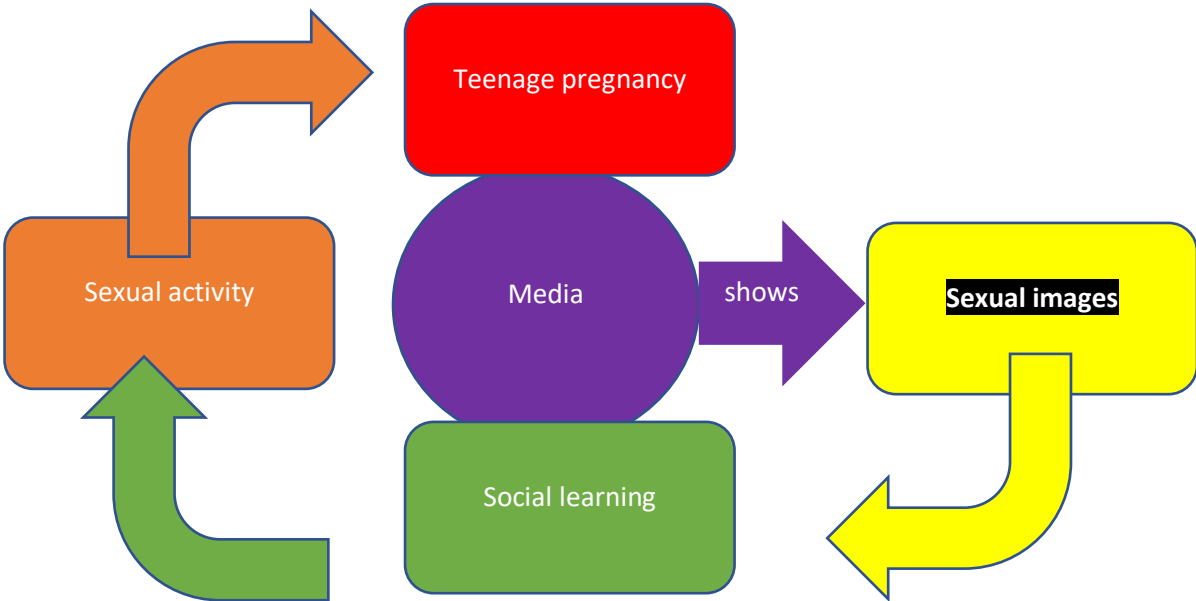 Teenage pregnancy
Sexual activity
Media
shows
Sexual images
Social learning